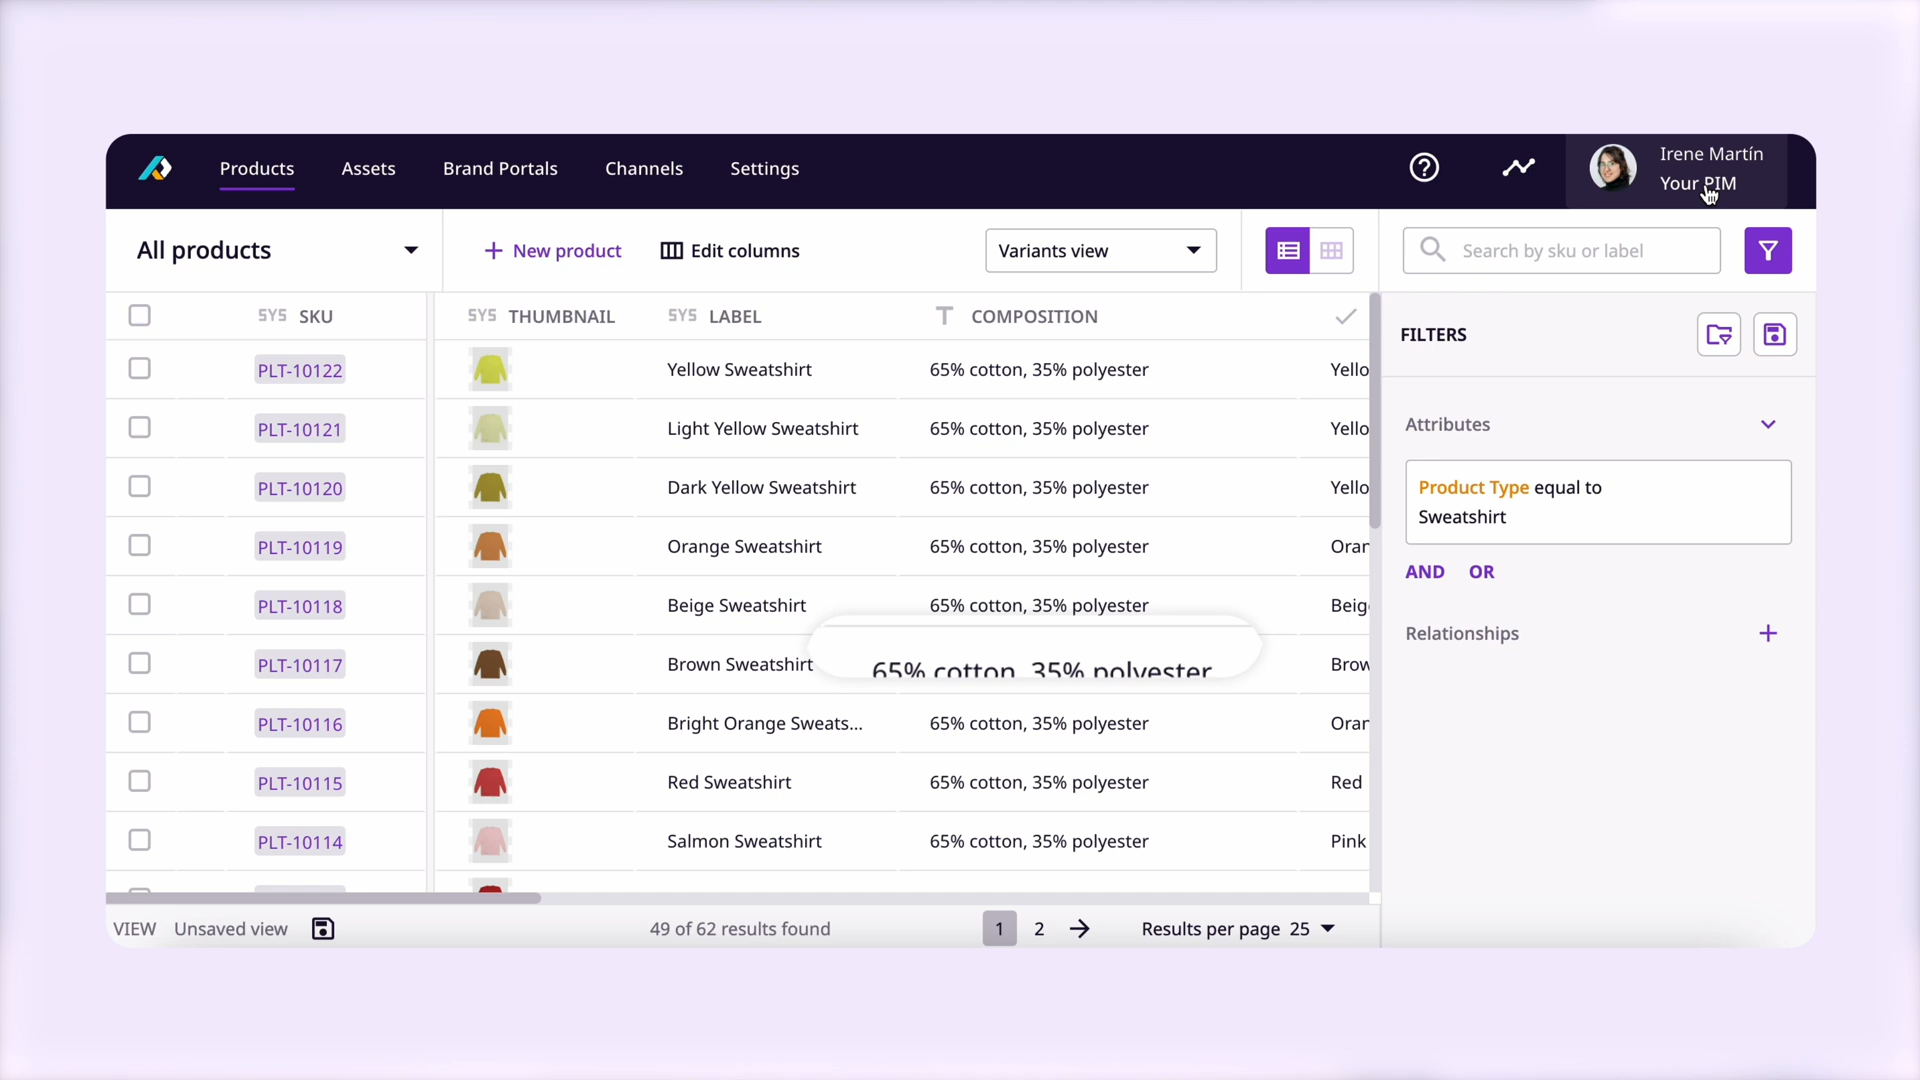 Products Assets Brand Portals Channels Settings
Irene Martín
Your PIM
All products
New product
Edit columns
Variants view
Search by sku or label
SYS SKU SYS THUMBNAIL SYS LABEL T COMPOSITION
PLT-10122 Yellow Sweatshirt 65% cotton, 35% polyester Yello
PLT-10121 Light Yellow Sweatshirt 65% cotton, 35% polyester Yello
PLT-10120 Dark Yellow Sweatshirt 65% cotton, 35% polyester Yello
PLT-10119 Orange Sweatshirt 65% cotton, 35% polyester Oran
PLT-10118 Beige Sweatshirt 65% cotton, 35% polyester Beig
PLT-10117 Brown Sweatshirt 65% cotton, 35% polyester Brow
PLT-10116 Bright Orange Sweats... 65% cotton, 35% polyester Oran
PLT-10115 Red Sweatshirt 65% cotton, 35% polyester Red
PLT-10114 Salmon Sweatshirt 65% cotton, 35% polyester Pink
VIEW Unsaved view 49 of 62 results found 1 2 Results per page 25
FILTERS
Attributes
Product Type equal to
Sweatshirt
AND OR
Relationships